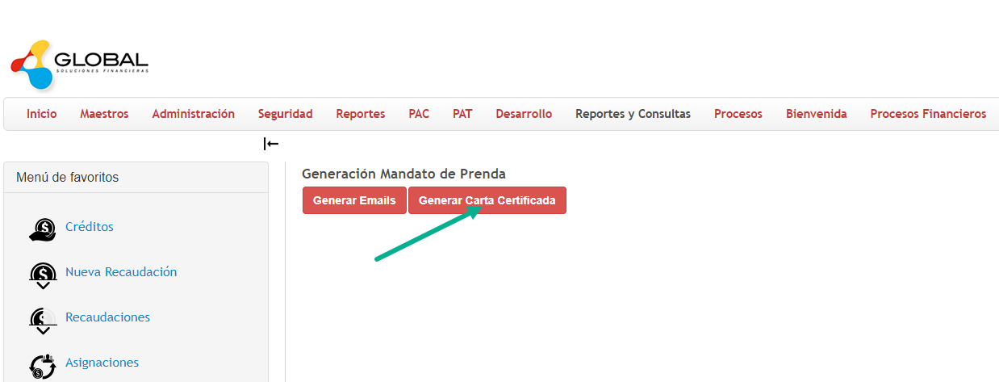 GLOBAL
SOLUCIONES FINANCIERAS
Inicio Maestros Administración Seguridad Reportes PAC PAT Desarrollo Reportes y Consultas Procesos Bienvenida Procesos Financieros
Menú de favoritos
Créditos
Nueva Recaudación
Recaudaciones
Asignaciones
Generación Mandato de Prenda
Generar Emails Generar Carta Certificada